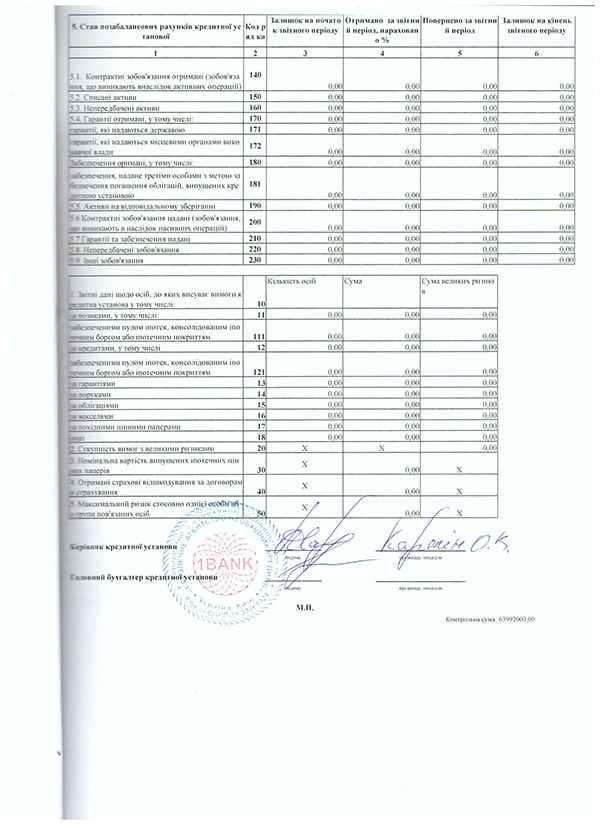 5. Стан позабалансових рахунків кредитної ус
танової
Код р
яд ка
Залишок на почато
к звітного періоду
Отримано за звітни
й період, нарахован
о %
Повернено за звітни
й період
Залишок на кінець
звітного періоду
1 2 3 4 5 6
5.1. Контрактні зобов'язання отримані (зобов'яза
ння, що виникають внаслідок активних операцій) 140 0,00 0,00 0,00 0,00
5.2. Списані активи 150 0,00 0,00 0,00 0,00
5.3. Непередбачені активи 160 0,00 0,00 0,00 0,00
5.4. Гарантії отримані, у тому числі: 170 0,00 0,00 0,00 0,00
гарантії, які надаються державою 171 0,00 0,00 0,00 0,00
гарантії, які надаються місцевими органами вико
навчої влади 172 0,00 0,00 0,00 0,00
Забезпечення оримані, у тому числі: 180 0,00 0,00 0,00 0,00
забезпечення, надане третіми особами з метою за
безпечення погашення облігацій, випущених кре
дитною установою 181 0,00 0,00 0,00 0,00
5.5. Активи на відповідальному зберіганні 190 0,00 0,00 0,00 0,00
5.6 Контрактні зобов'язання надані (зобов'язання,
що виникають в наслідок пасивних операцій) 200 0,00 0,00 0,00 0,00
5.7 Гарантії та забезпечення надані 210 0,00 0,00 0,00 0,00
5.8. Непередбачені зобов'язання 220 0,00 0,00 0,00 0,00
5.9. Інші зобов'язання 230 0,00 0,00 0,00 0,00
Кількість осіб Сума Сума великих ризикі
в
1. Звітні дані щодо осіб, до яких висуває вимоги к
редитна установа у тому числі: 10
за позиками, у тому числі: 11 0,00 0,00 0,00
забезпеченими пулом іпотек, консолідованим іпо
течним боргом або іпотечним покриттям 111 0,00 0,00 0,00
за кредитами, у тому числі 12 0,00 0,00 0,00
забезпеченими пулом іпотек, консолідованим іпо
течним боргом або іпотечним покриттям 121 0,00 0,00 0,00
за гарантіями 13 0,00 0,00 0,00
за поруками 14 0,00 0,00 0,00
за облігаціями 15 0,00 0,00 0,00
за векселями 16 0,00 0,00 0,00
за похідними цінними паперами 17 0,00 0,00 0,00
інші 18 0,00 0,00 0,00
2. Сукупність вимог з великими ризиками 20 X X 0,00
3. Номінальна вартість випущених іпотечних цін
них паперів 30 X 0,00 X
4. Отримані страхові відшкодування за договорам
и страхування 40 X 0,00 X
5. Максимальний ризик стосовно однієї особи аб
о групи пов'язаних осіб 50 X 0,00 X
Керівник кредитної установи
підпис прізвище, ініціали
1BANK
Головний бухгалтер кредитної установи
підпис прізвище, ініціали
М.П.
Контрольна сума: 63992000,00